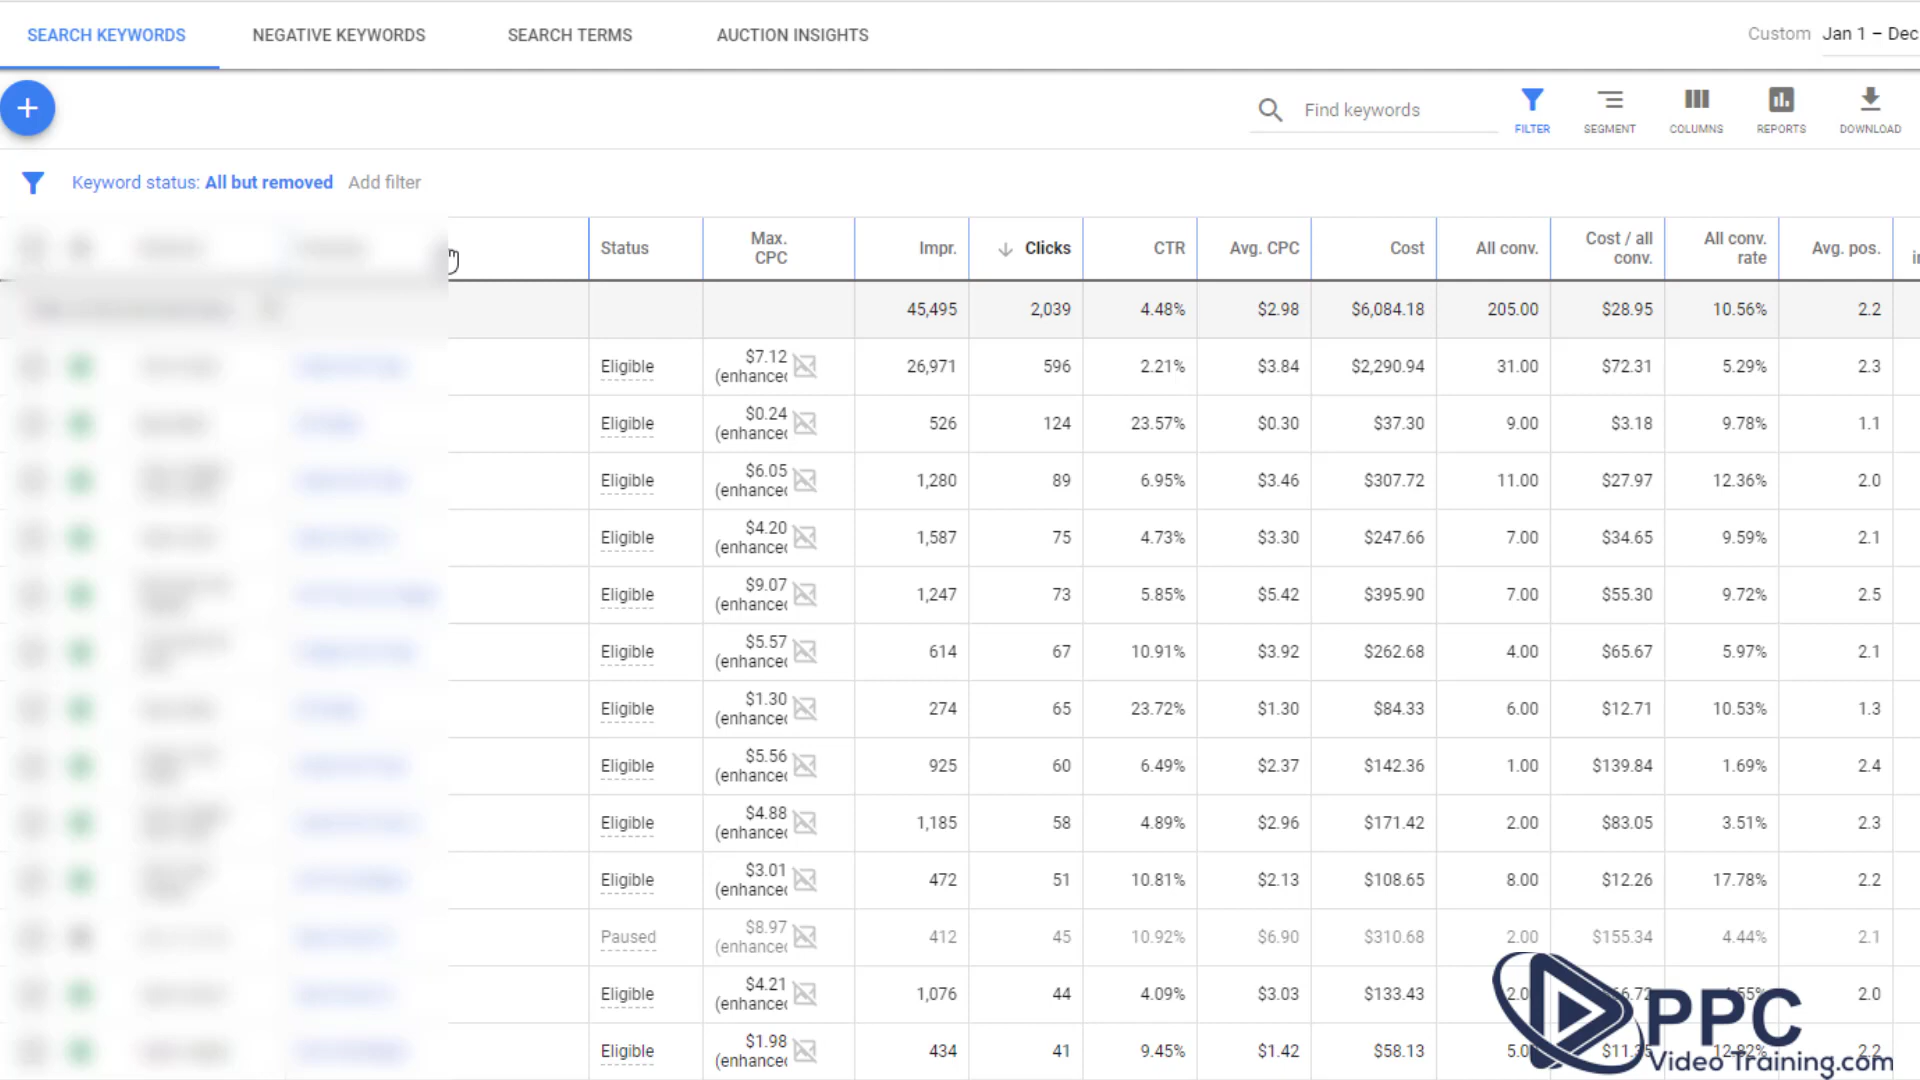 SEARCH KEYWORDS NEGATIVE KEYWORDS SEARCH TERMS AUCTION INSIGHTS Custom Jan 1 – Dec
Find keywords FILTER SEGMENT COLUMNS REPORTS DOWNLOAD
Keyword status: All but removed Add filter
Status Max. CPC Impr. Clicks CTR Avg. CPC Cost All conv. Cost / all conv. All conv. rate Avg. pos.
45,495 2,039 4.48% $2.98 $6,084.18 205.00 $28.95 10.56% 2.2
Eligible $7.12 (enhanced 26,971 596 2.21% $3.84 $2,290.94 31.00 $72.31 5.29% 2.3
Eligible $0.24 (enhanced 526 124 23.57% $0.30 $37.30 9.00 $3.18 9.78% 1.1
Eligible $6.05 (enhanced 1,280 89 6.95% $3.46 $307.72 11.00 $27.97 12.36% 2.0
Eligible $4.20 (enhanced 1,587 75 4.73% $3.30 $247.66 7.00 $34.65 9.59% 2.1
Eligible $9.07 (enhanced 1,247 73 5.85% $5.42 $395.90 7.00 $55.30 9.72% 2.5
Eligible $5.57 (enhanced 614 67 10.91% $3.92 $262.68 4.00 $65.67 5.97% 2.1
Eligible $1.30 (enhanced 274 65 23.72% $1.30 $84.33 6.00 $12.71 10.53% 1.3
Eligible $5.56 (enhanced 925 60 6.49% $2.37 $142.36 1.00 $139.84 1.69% 2.4
Eligible $4.88 (enhanced 1,185 58 4.89% $2.96 $171.42 2.00 $83.05 3.51% 2.3
Eligible $3.01 (enhanced 472 51 10.81% $2.13 $108.65 8.00 $12.26 17.78% 2.2
Paused $8.97 (enhanced 412 45 10.92% $6.90 $310.68 2.00 $155.34 4.44% 2.1
Eligible $4.21 (enhanced 1,076 44 4.09% $3.03 $133.43 2.0
Eligible $1.98 (enhanced 434 41 9.45% $1.42 $58.13 2.2
PPC
VideoTraining.com